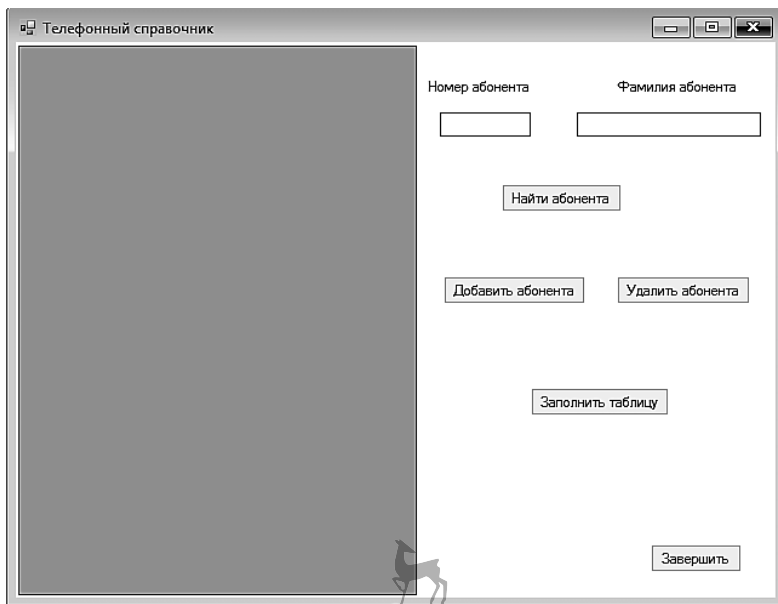 Телефонный справочник
Номер абонента Фамилия абонента
Найти абонента
Добавить абонента Удалить абонента
Заполнить таблицу
Завершить